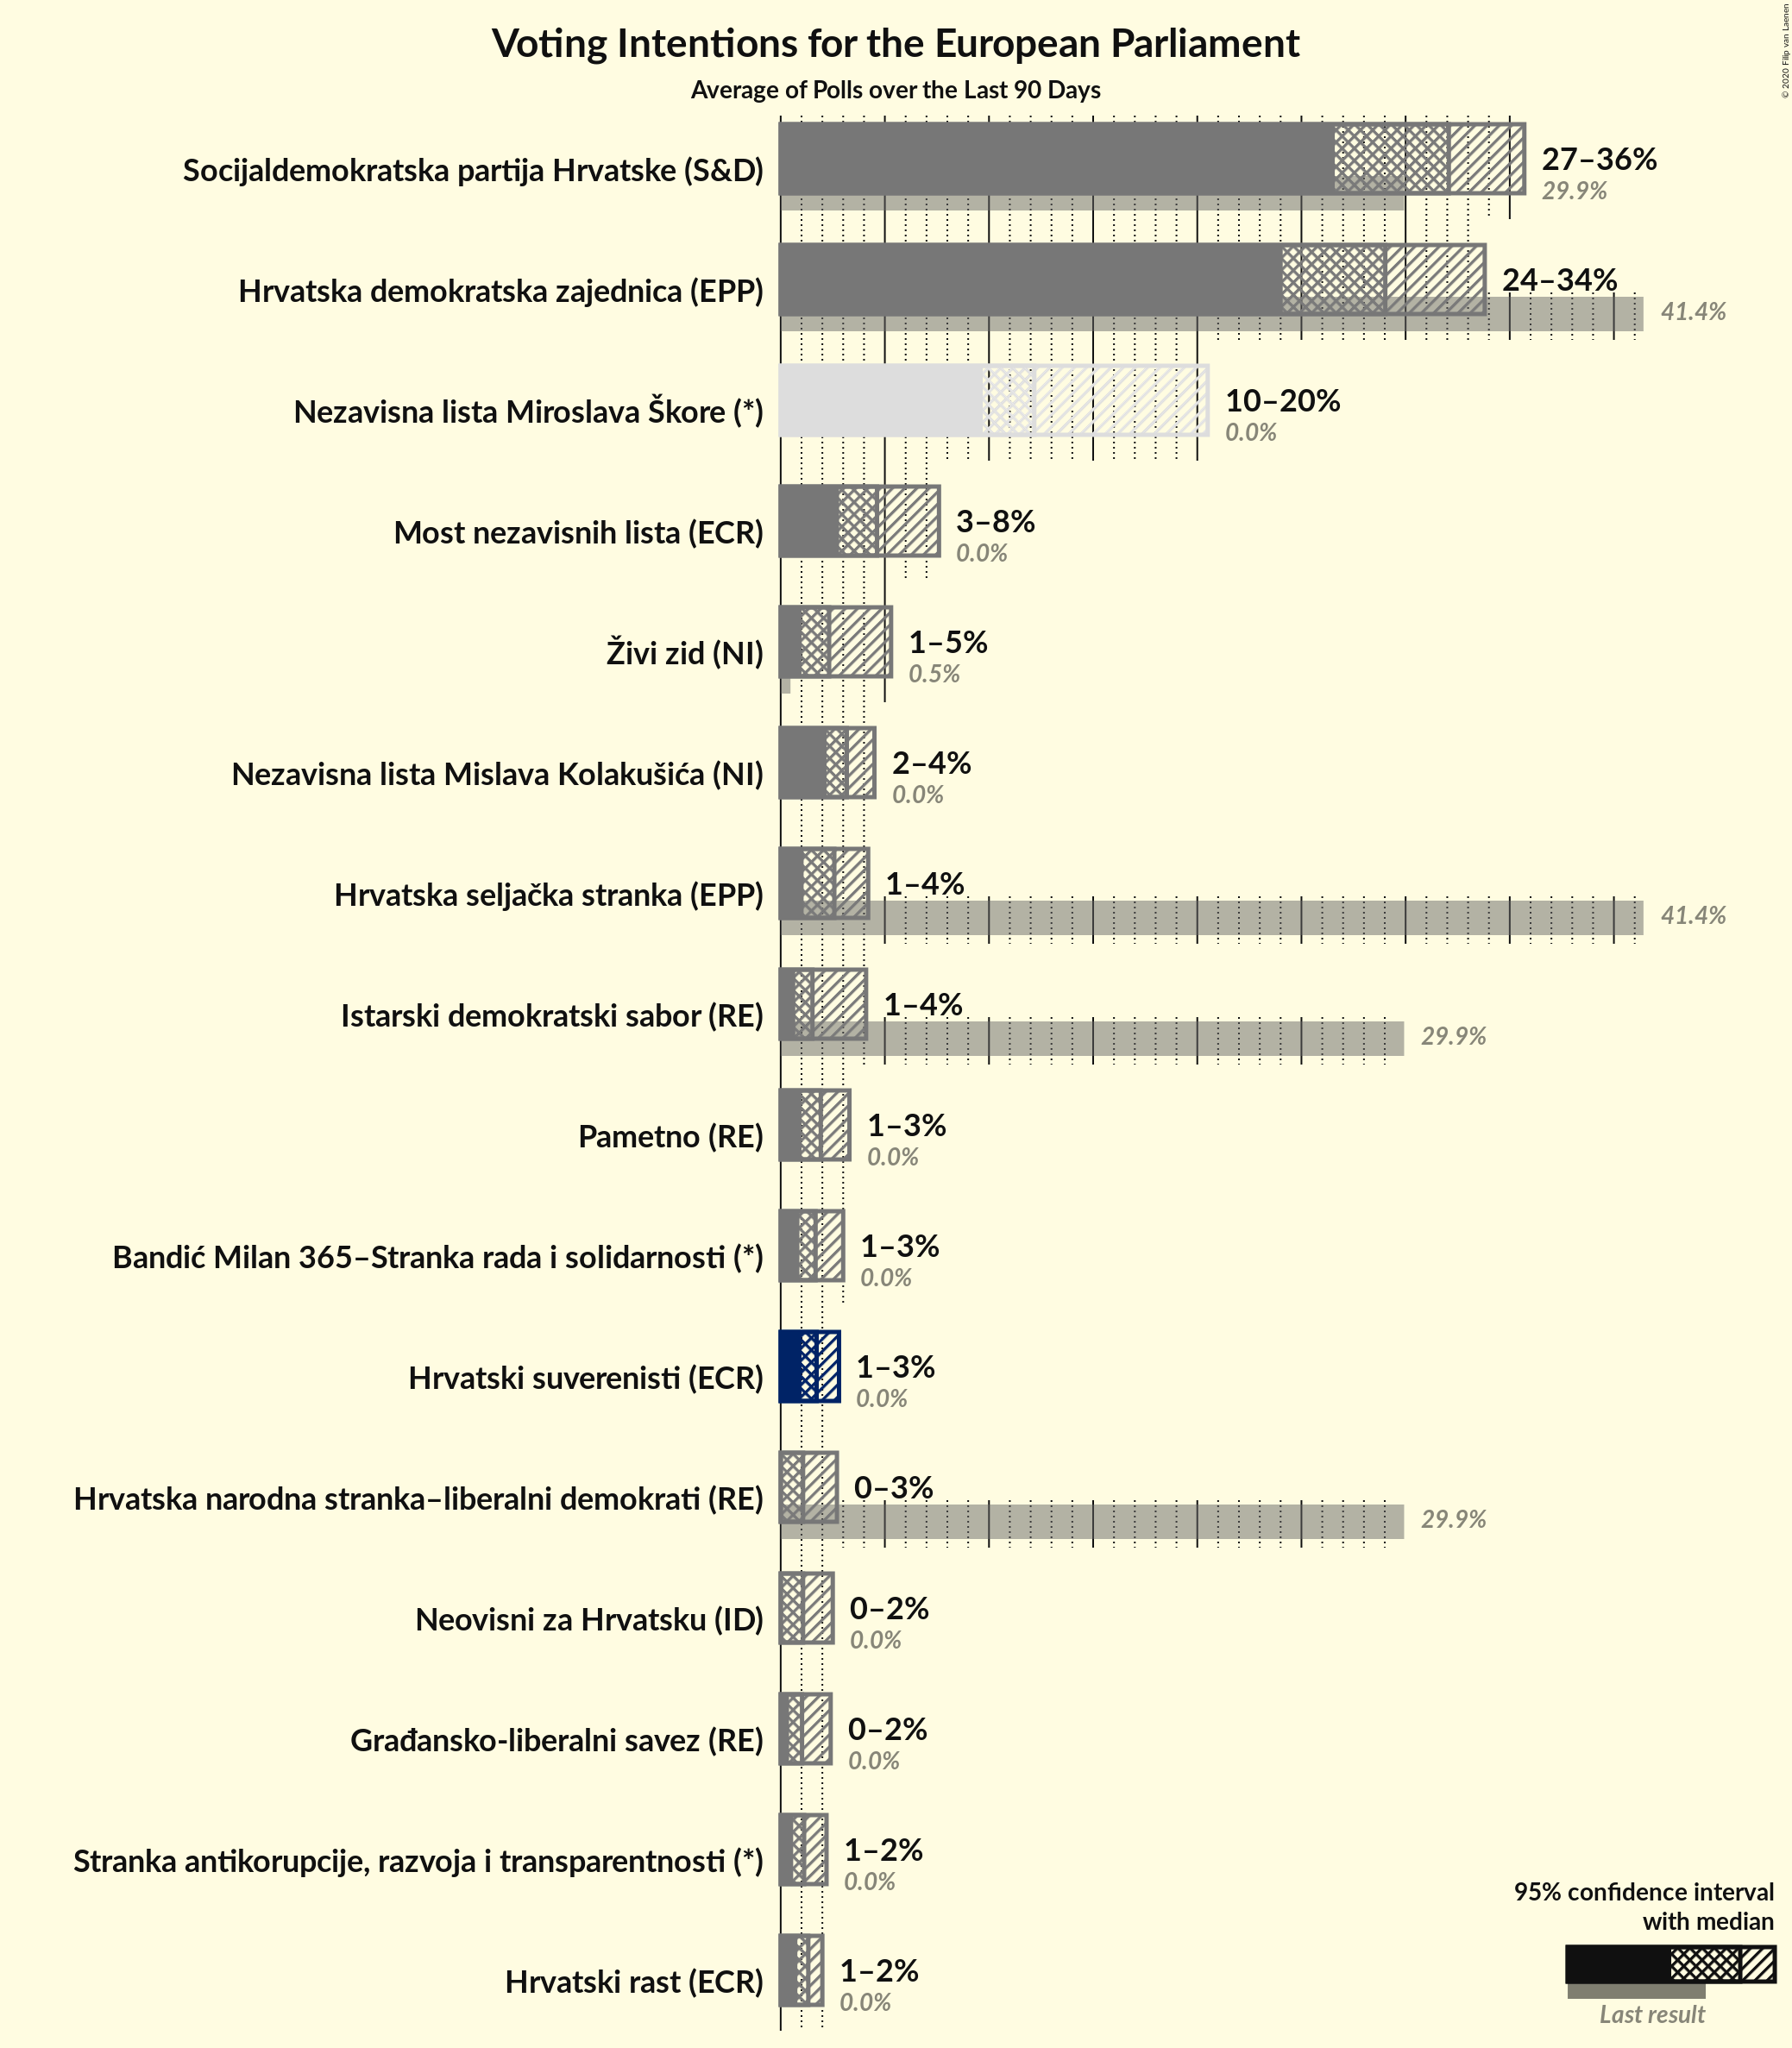 Voting Intentions for the European Parliament
Average of Polls over the Last 90 Days
© 2020 Filip van Laenen
Socijaldemokratska partija Hrvatske (S&D)
27–36%
29.9%
Hrvatska demokratska zajednica (EPP)
24–34%
41.4%
Nezavisna lista Miroslava Škore (*)
10–20%
0.0%
Most nezavisnih lista (ECR)
3–8%
0.0%
Živi zid (NI)
1–5%
0.5%
Nezavisna lista Mislava Kolakušića (NI)
2–4%
0.0%
Hrvatska seljačka stranka (EPP)
1–4%
41.4%
Istarski demokratski sabor (RE)
1–4%
29.9%
Pametno (RE)
1–3%
0.0%
Bandić Milan 365–Stranka rada i solidarnosti (*)
1–3%
0.0%
Hrvatski suverenisti (ECR)
1–3%
0.0%
Hrvatska narodna stranka–liberalni demokrati (RE)
0–3%
29.9%
Neovisni za Hrvatsku (ID)
0–2%
0.0%
Građansko-liberalni savez (RE)
0–2%
0.0%
Stranka antikorupcije, razvoja i transparentnosti (*)
1–2%
0.0%
Hrvatski rast (ECR)
1–2%
0.0%
95% confidence interval
with median
Last result